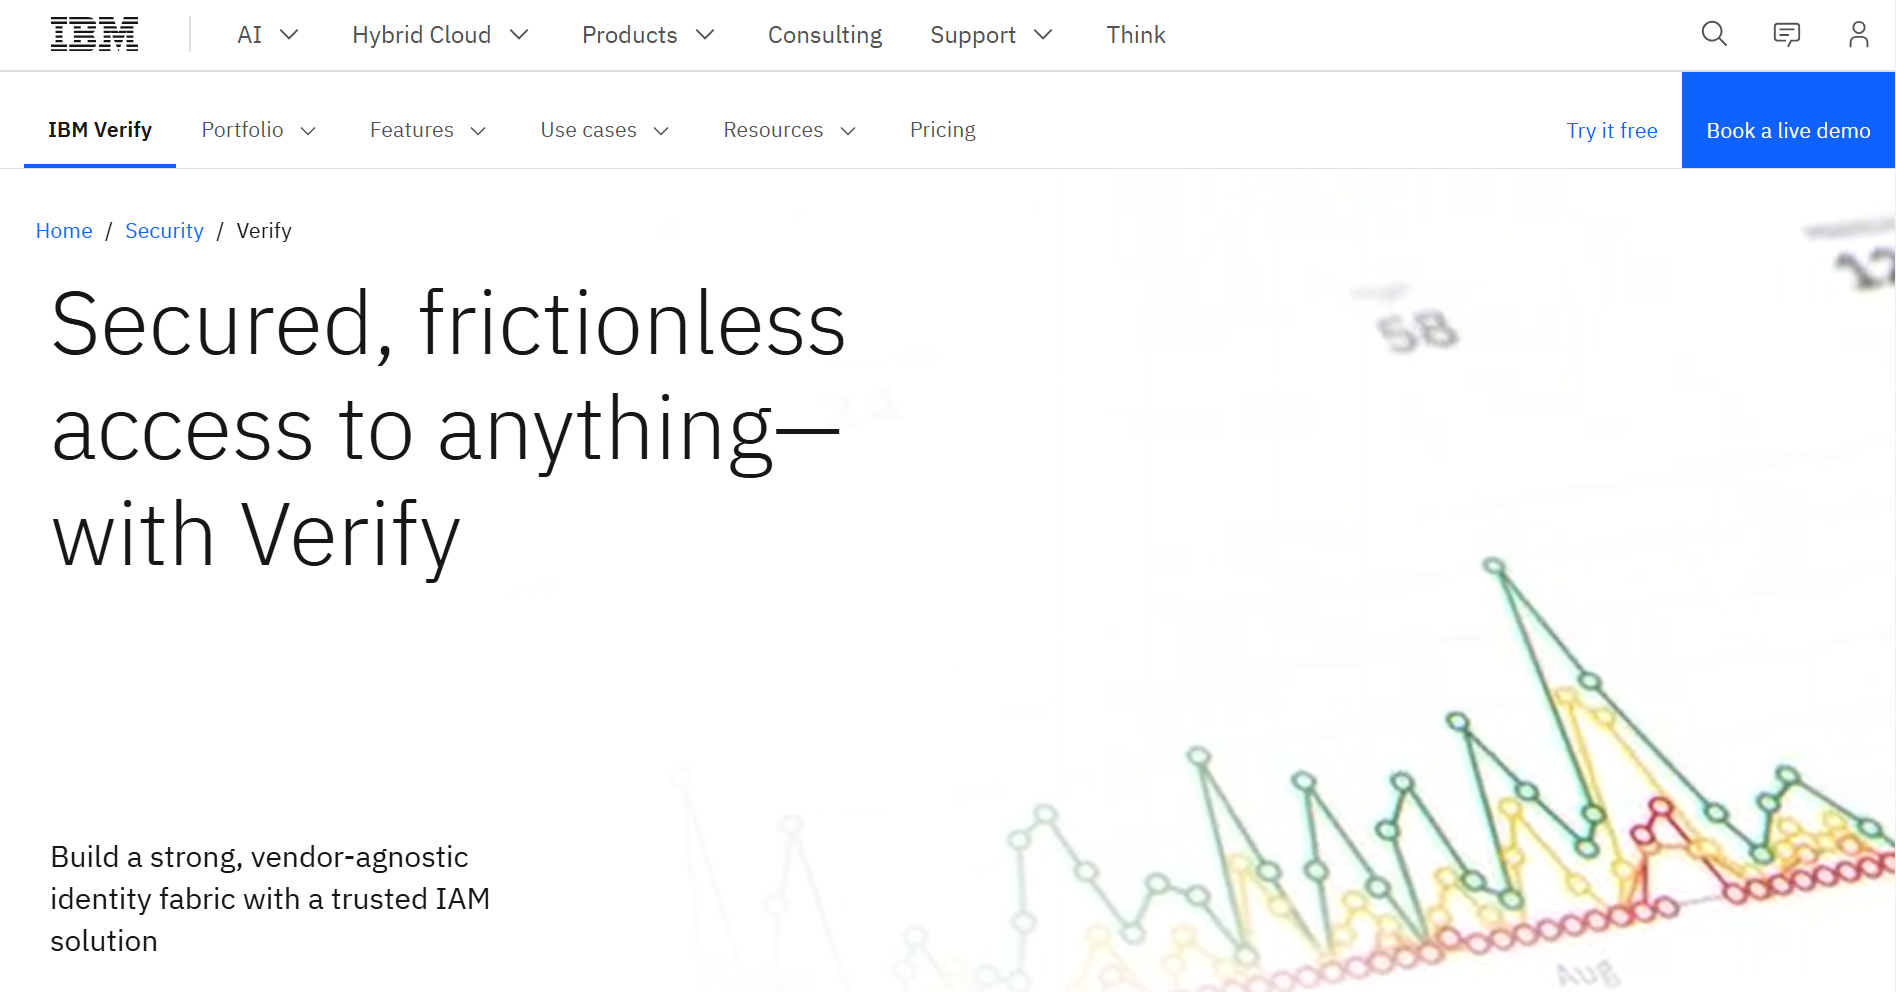 IBM AI Hybrid Cloud Products Consulting Support Think
IBM Verify Portfolio Features Use cases Resources Pricing Try it free Book a live demo
Home / Security / Verify
Secured, frictionless
access to anything—
with Verify
Build a strong, vendor-agnostic
identity fabric with a trusted IAM
solution
58
12
24
Aug